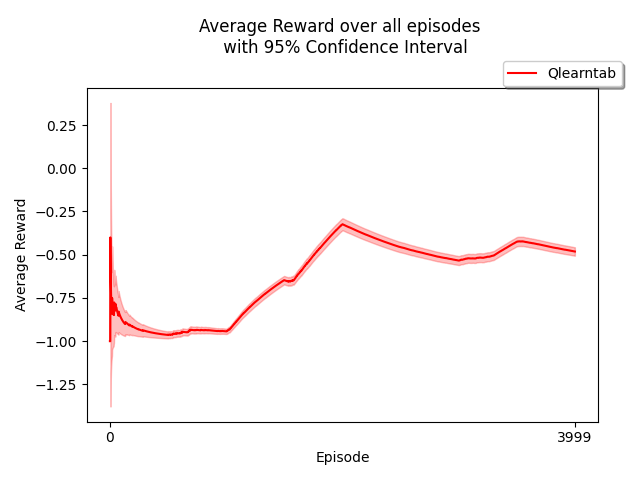 Average Reward over all episodes
with 95% Confidence Interval
Qlearntab
0.25
0.00
−0.25
−0.50
−0.75
−1.00
−1.25
Average Reward
0
3999
Episode